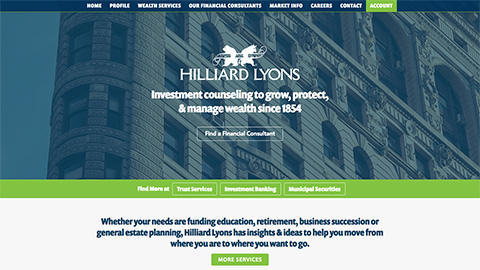 HOME PROFILE WEALTH SERVICES OUR FINANCIAL CONSULTANTS MARKET INFO CAREERS CONTACT ACCOUNT
HILLIARD LYONS
Investment counseling to grow, protect,
& manage wealth since 1854
Find a Financial Consultant
Find More at Trust Services Investment Banking Municipal Securities
Whether your needs are funding education, retirement, business succession or
general estate planning, Hilliard Lyons has insights & ideas to help you move from
where you are to where you want to go.
MORE SERVICES